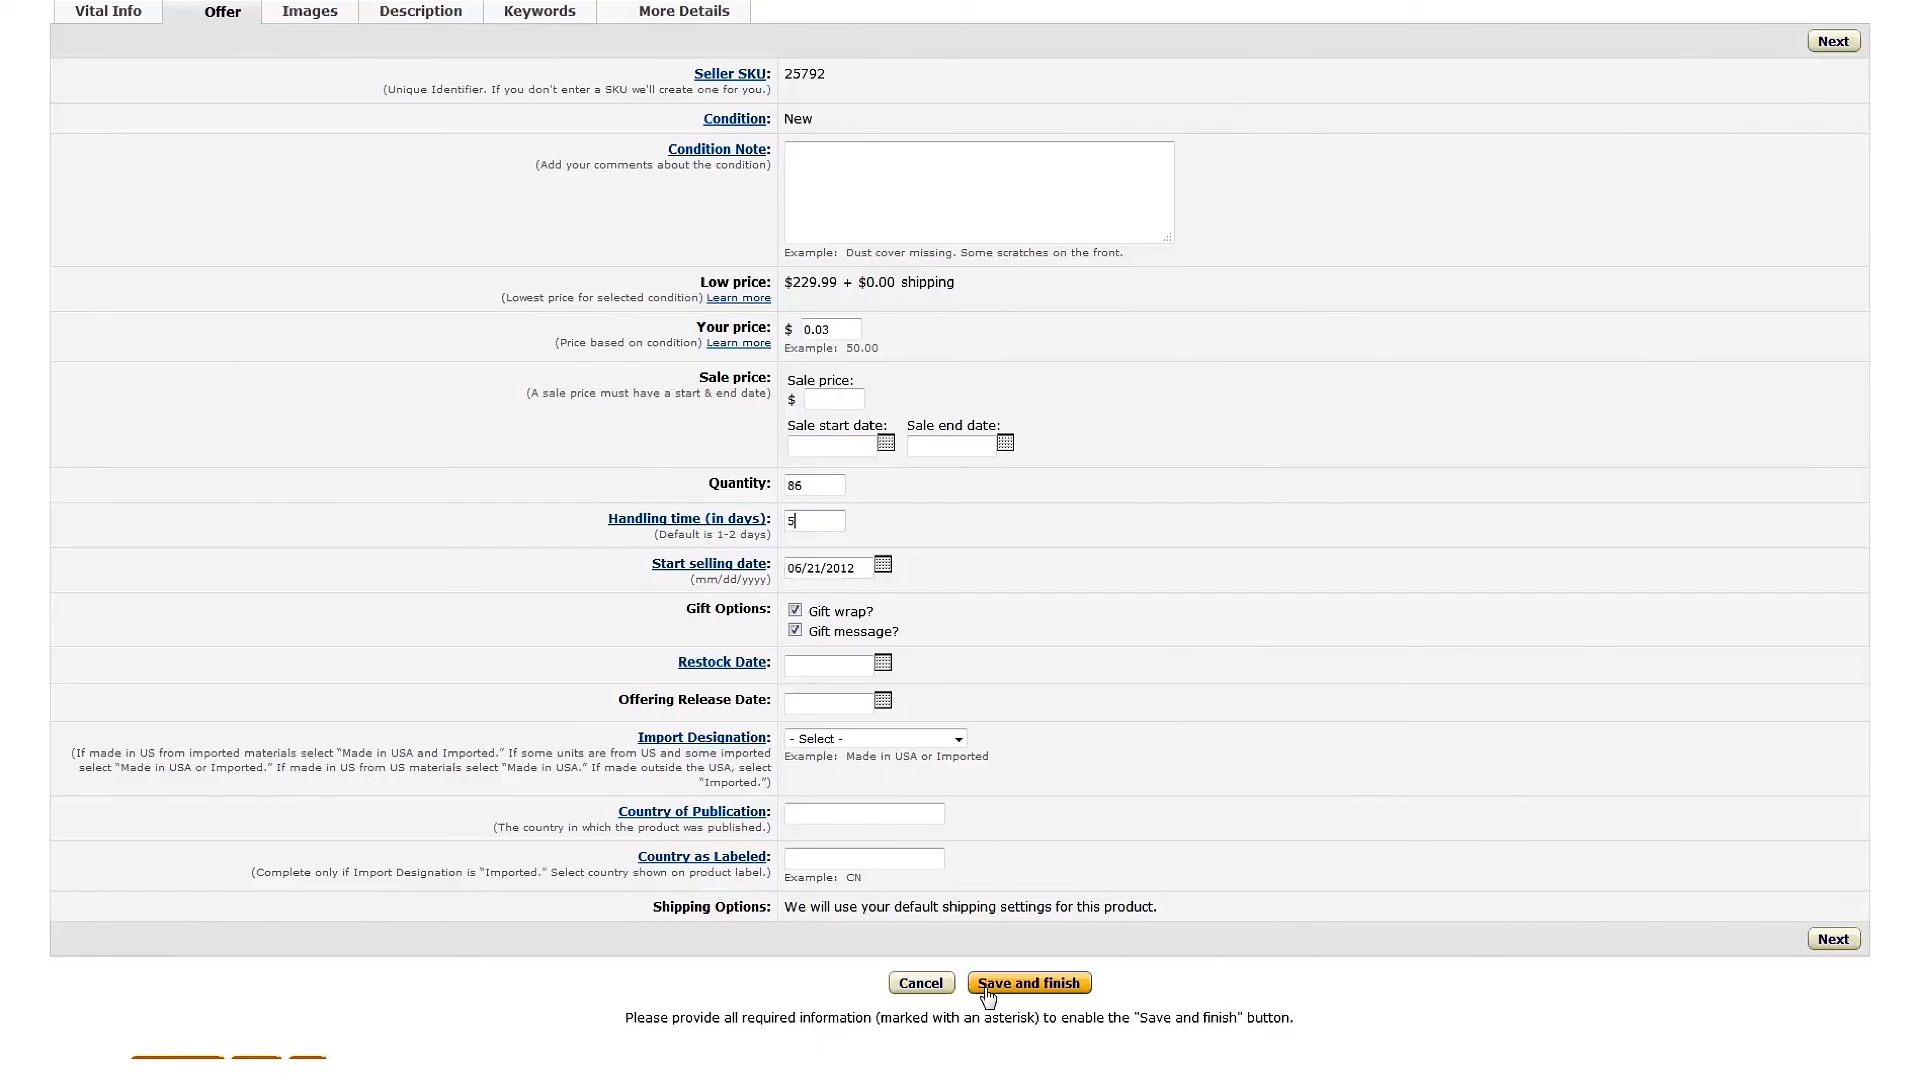 Vital Info
Offer
Images
Description
Keywords
More Details
Next
Seller SKU: 25792
(Unique Identifier. If you don't enter a SKU we'll create one for you.)
Condition: New
Condition Note:
(Add your comments about the condition)
Example: Dust cover missing. Some scratches on the front.
Low price: $229.99 + $0.00 shipping
(Lowest price for selected condition) Learn more
Your price: $ 0.03
(Price based on condition) Learn more
Example: 50.00
Sale price:
(A sale price must have a start & end date)
Sale price:
$
Sale start date: Sale end date:
Quantity: 86
Handling time (in days): 5
(Default is 1-2 days)
Start selling date: 06/21/2012
(mm/dd/yyyy)
Gift Options: Gift wrap?
Gift message?
Restock Date:
Offering Release Date:
Import Designation: - Select -
(If made in US from imported materials select "Made in USA and Imported." If some units are from US and some imported
select "Made in USA or Imported." If made in US from US materials select "Made in USA." If made outside the USA, select
"Imported.")
Example: Made in USA or Imported
Country of Publication:
(The country in which the product was published.)
Country as Labeled:
(Complete only if Import Designation is "Imported." Select country shown on product label.)
Example: CN
Shipping Options: We will use your default shipping settings for this product.
Next
Cancel
Save and finish
Please provide all required information (marked with an asterisk) to enable the "Save and finish" button.